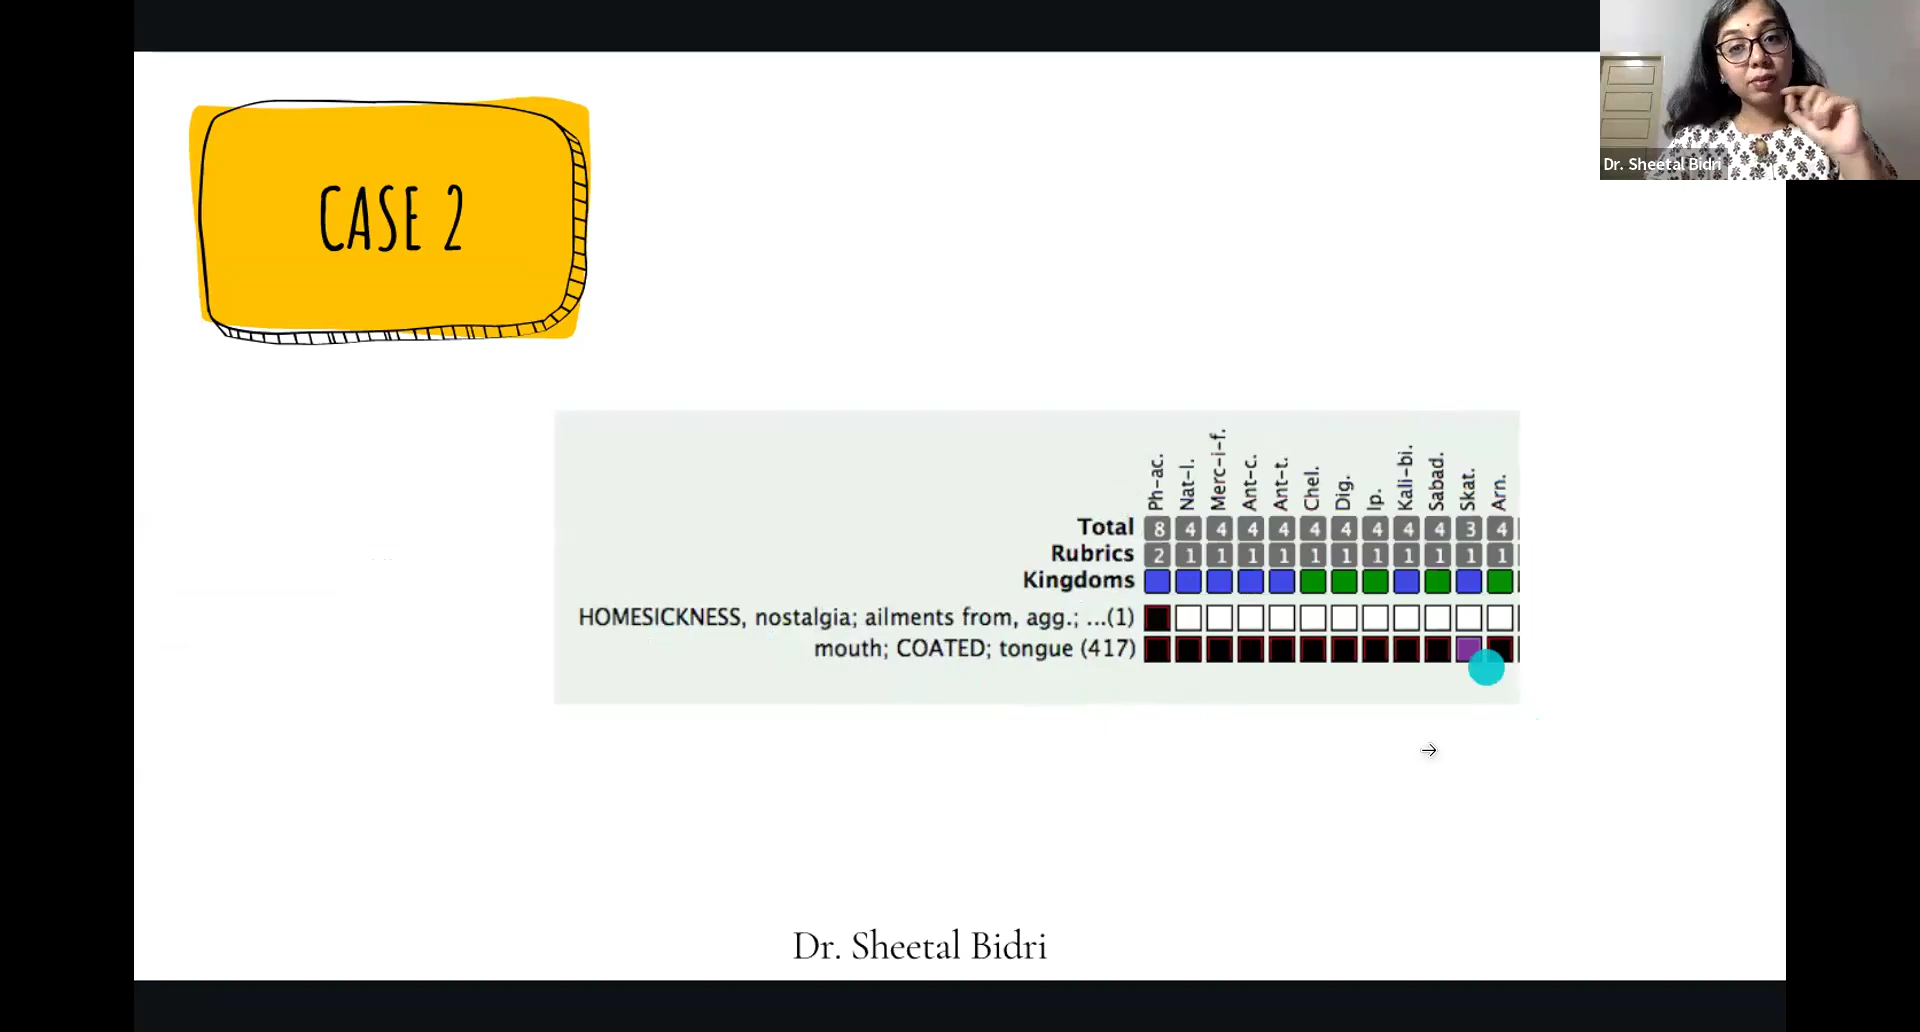 Dr. Sheetal Bidri
CASE 2
Ph-ac. Nat-l. Merc-i-f. Ant-c. Ant-t. Chel. Dig. Ip. Kali-bi. Sabad. Skat. Arn.
Total 8 4 4 4 4 4 4 4 4 4 3 4
Rubrics 2 1 1 1 1 1 1 1 1 1 1 1
Kingdoms
HOMESICKNESS, nostalgia; ailments from, agg.; ...(1)
mouth; COATED; tongue (417)
Dr. Sheetal Bidri